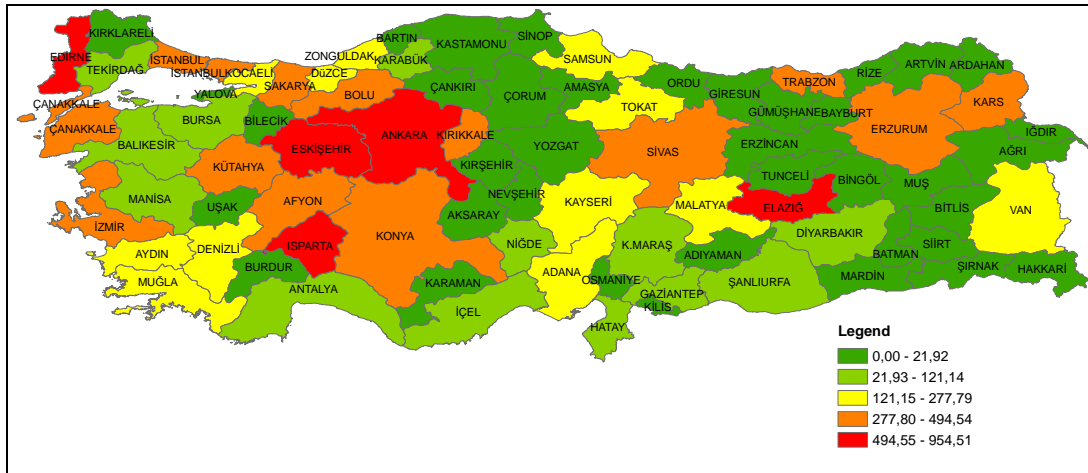 KIRKLARELİ
EDİRNE
TEKİRDAĞ
İSTANBUL
İSTANBUL
KOCAELİ
YALOVA
SAKARYA
DÜZCE
ZONGULDAK
BARTIN
KARABÜK
KASTAMONU
SİNOP
SAMSUN
ORDU
GİRESUN
TRABZON
RİZE
ARTVİN
ARDAHAN
ÇANAKKALE
ÇANAKKALE
BURSA
BİLECİK
BOLU
ÇANKIRI
ÇORUM
AMASYA
TOKAT
GÜMÜŞHANE
BAYBURT
ERZURUM
KARS
IĞDIR
AĞRI
BALIKESİR
KÜTAHYA
ESKİŞEHİR
ANKARA
KIRIKKALE
YOZGAT
SİVAS
ERZİNCAN
TUNCELİ
BİNGÖL
MUŞ
KIRŞEHİR
NEVŞEHİR
MANİSA
UŞAK
AFYON
AKSARAY
KAYSERİ
MALATYA
ELAZIĞ
BİTLİS
VAN
İZMİR
ISPARTA
KONYA
NİĞDE
K.MARAŞ
DİYARBAKIR
AYDIN
DENİZLİ
BURDUR
ADIYAMAN
BATMAN
SİİRT
ŞIRNAK
HAKKARİ
MUĞLA
ANTALYA
KARAMAN
ADANA
OSMANİYE
GAZİANTEP
ŞANLIURFA
MARDİN
İÇEL
KİLİS
HATAY
Legend
0,00 - 21,92
21,93 - 121,14
121,15 - 277,79
277,80 - 494,54
494,55 - 954,51